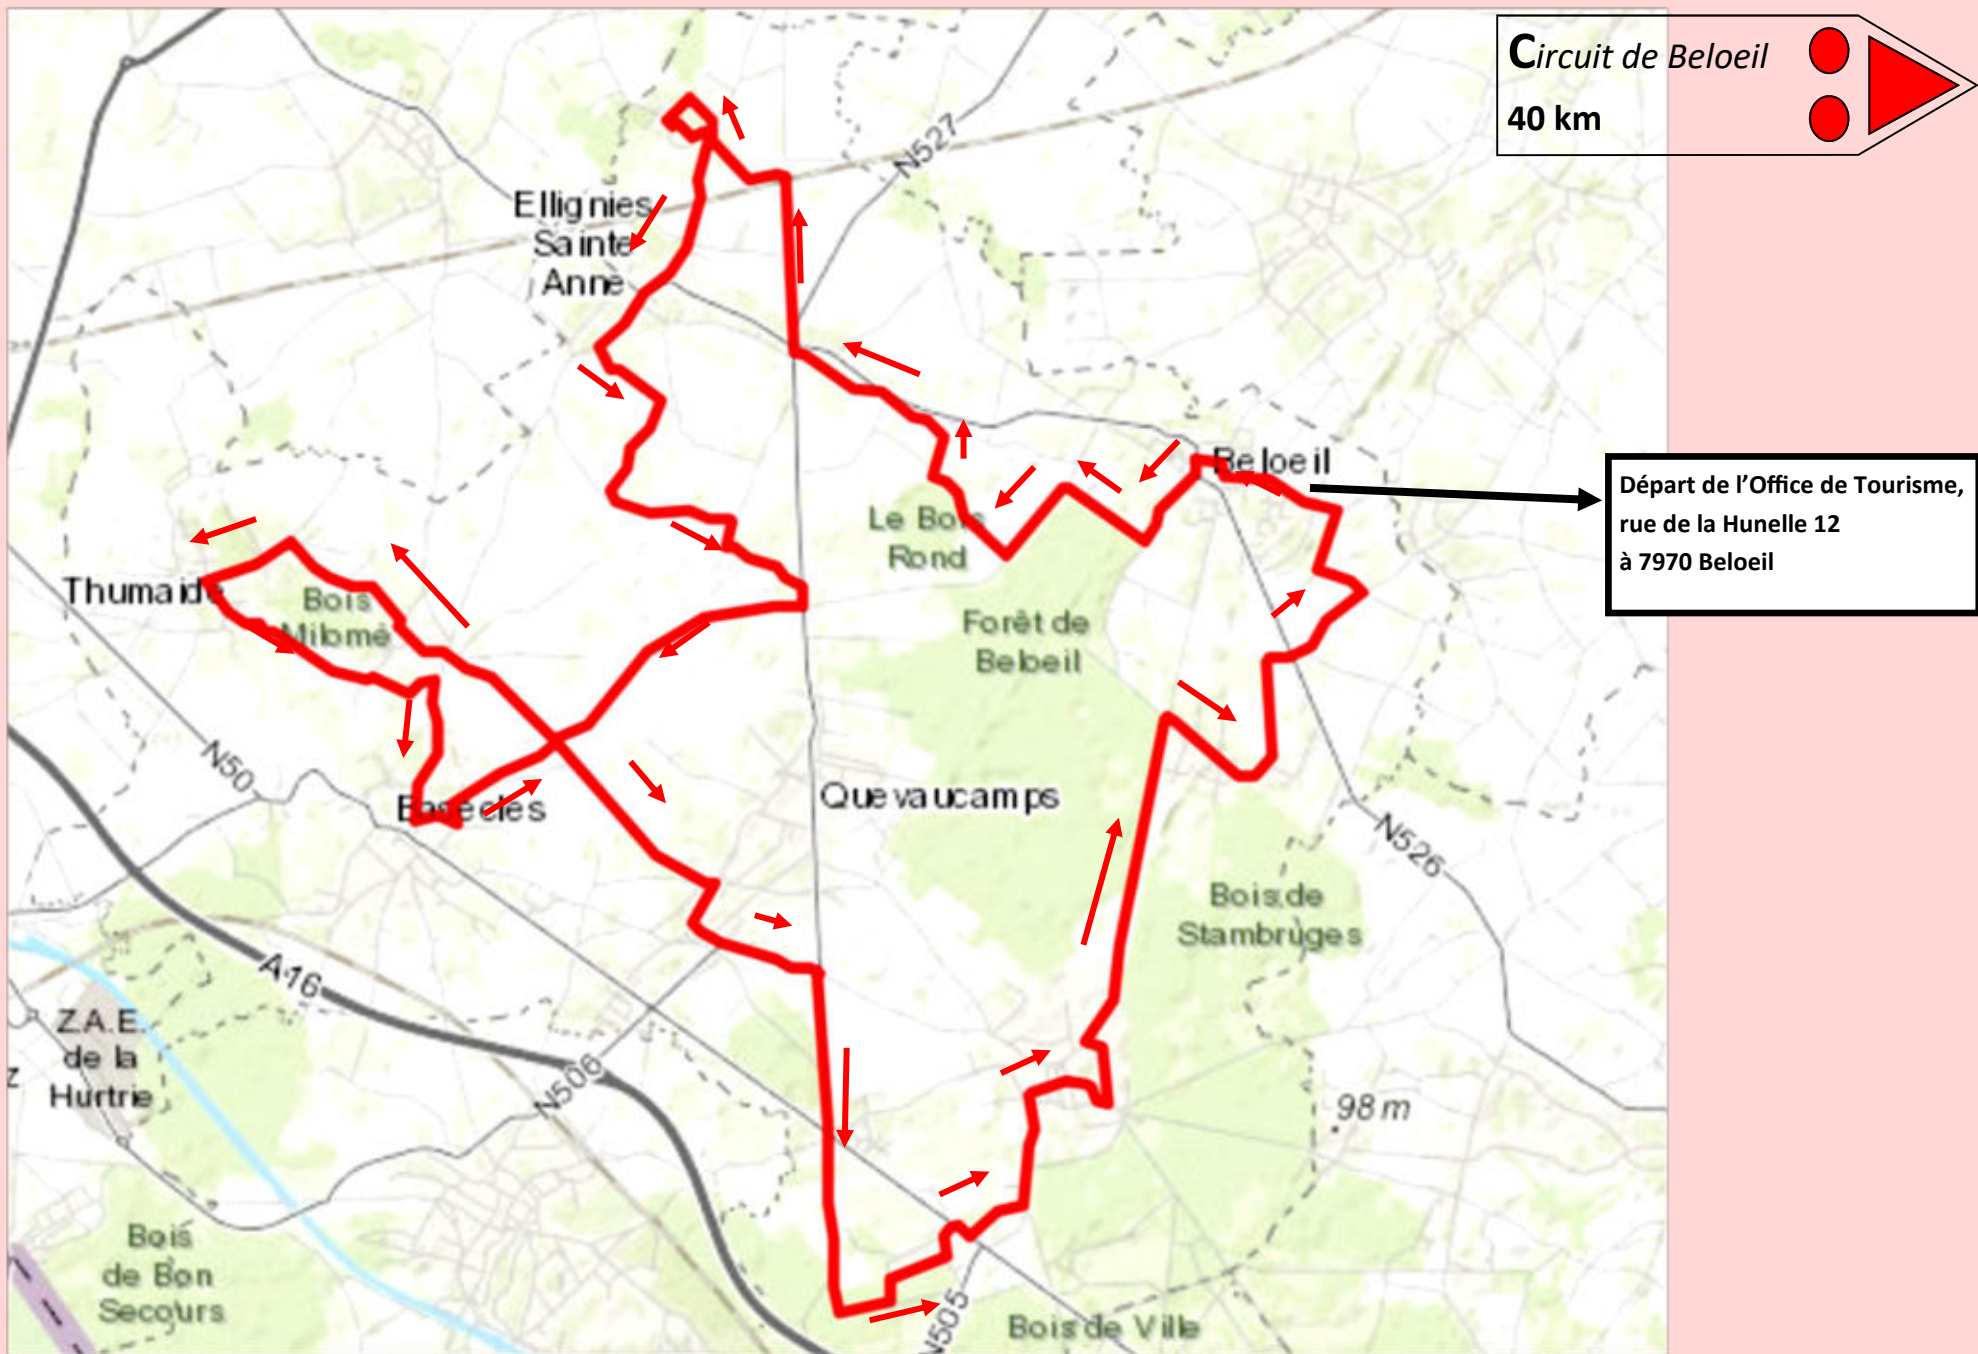 Circuit de Beloeil
40 km
N527
Ellignies
Sainte
Anne
Beloeil
Départ de l'Office de Tourisme,
rue de la Hunelle 12
à 7970 Beloeil
Le Bois
Rond
Thumaide
Bois
Milomé
Forêt de
Beloeil
N50
Quevaucamps
Basècles
N526
Bois de
Stambruges
A16
Z.A.E.
de la
Hurtrie
z
N506
98 m
Bois
de Bon
Secours
N505
Bois de Ville